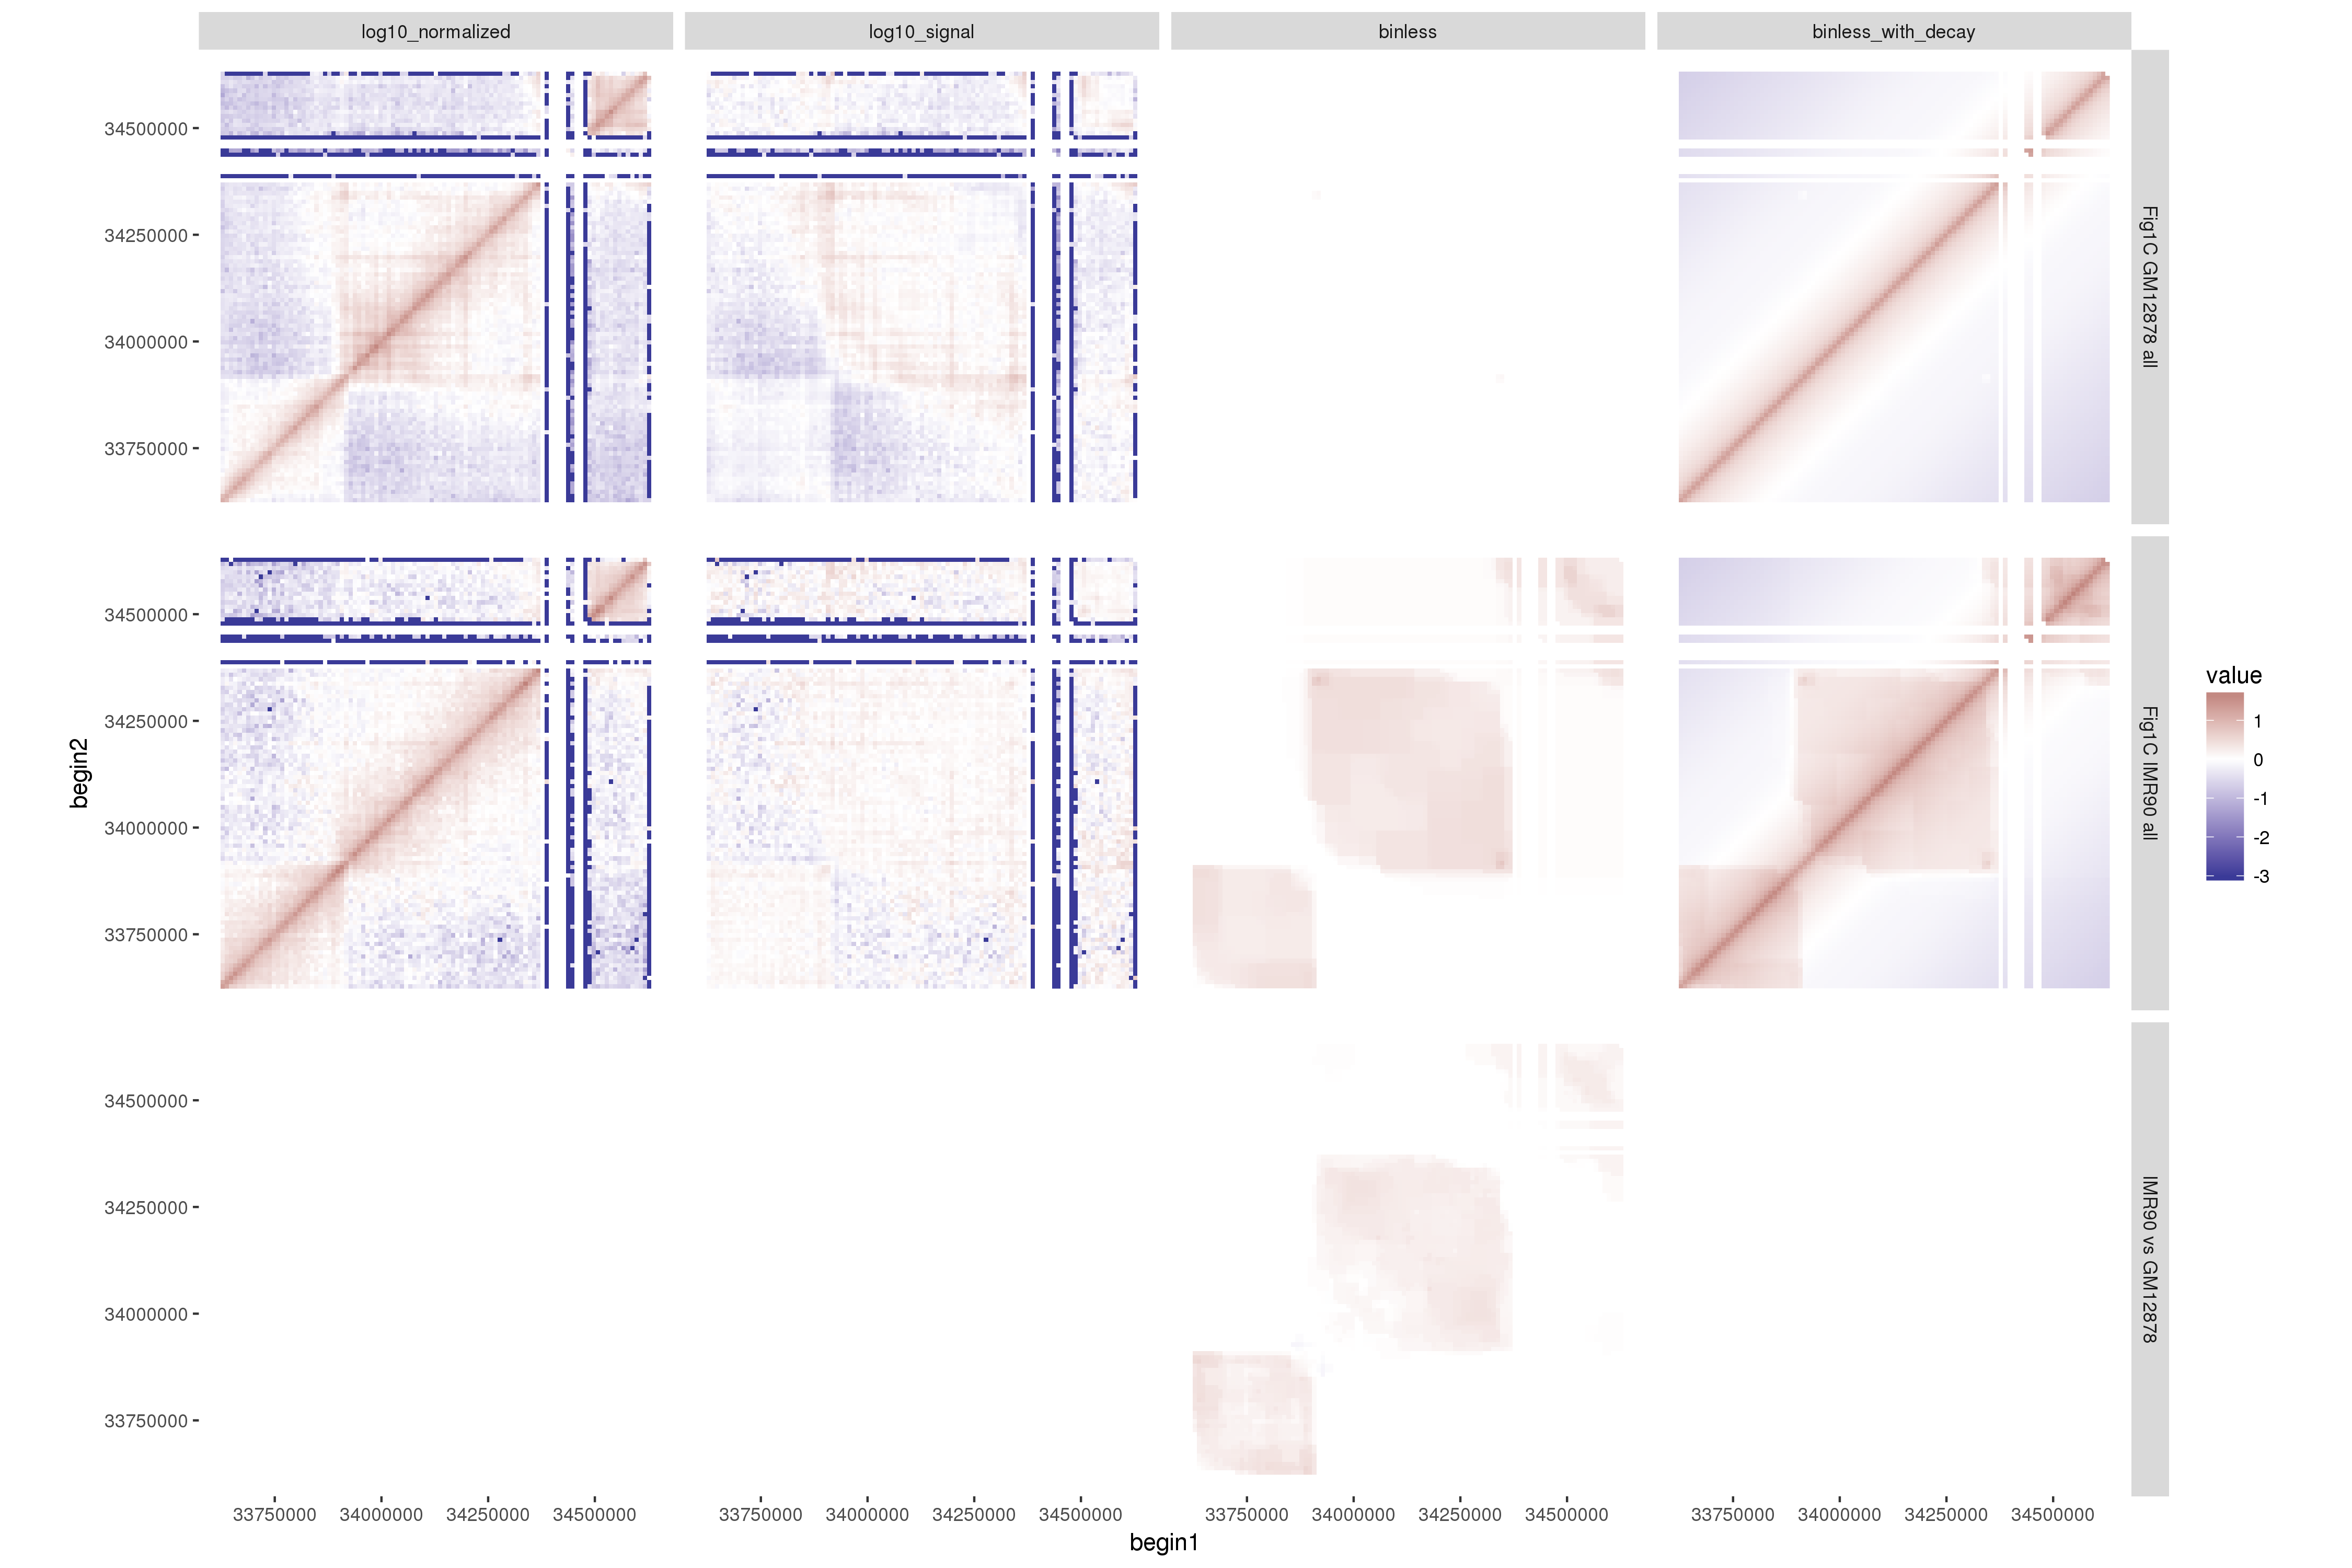 log10_normalized log10_signal binless binless_with_decay
34500000
34250000
34000000
33750000
Fig1C GM12878 all
34500000
34250000
34000000
33750000
Fig1C IMR90 all
begin2
value
1
0
-1
-2
-3
34500000
34250000
34000000
33750000
IMR90 vs GM12878
33750000 34000000 34250000 34500000 33750000 34000000 34250000 34500000 33750000 34000000 34250000 34500000 33750000 34000000 34250000 34500000
begin1